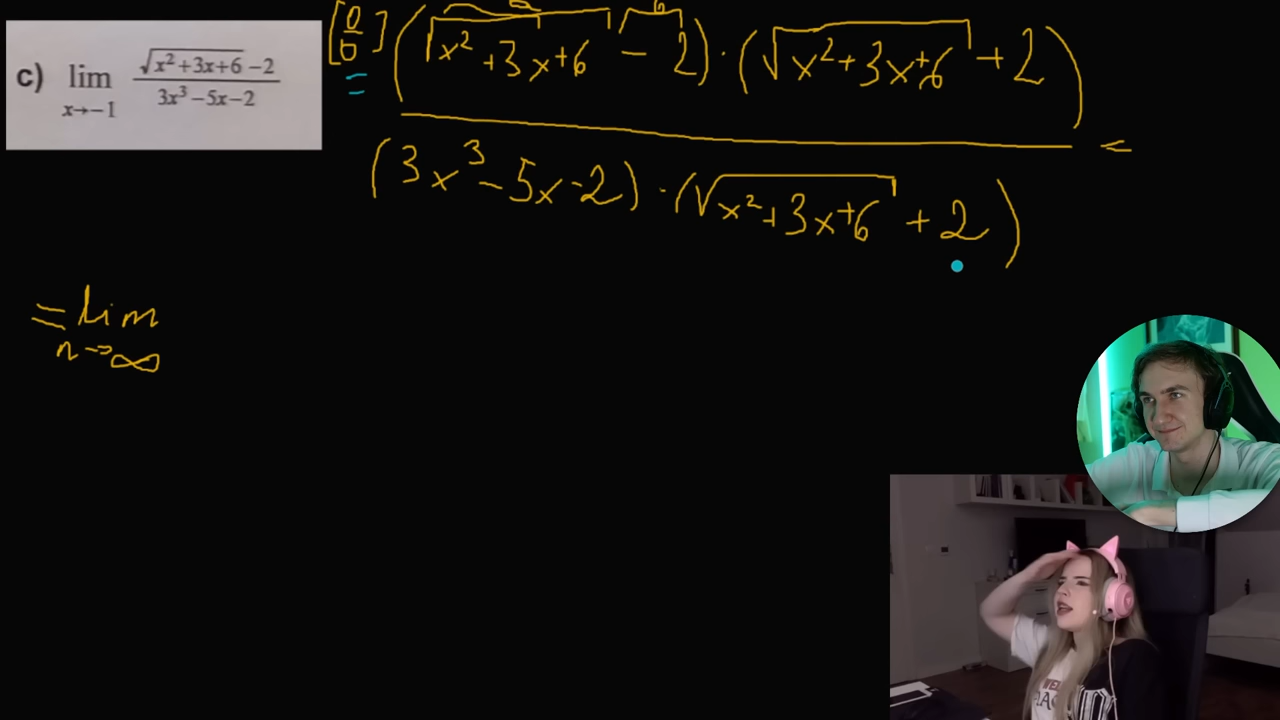 c) lim x→−1 √x²+3x+6 −2 / 3x³−5x−2
[0/0] = (√x²+3x+6 − 2) · (√x²+3x+6 + 2) / (3x³−5x−2) · (√x²+3x+6 + 2) =
= lim n→∞